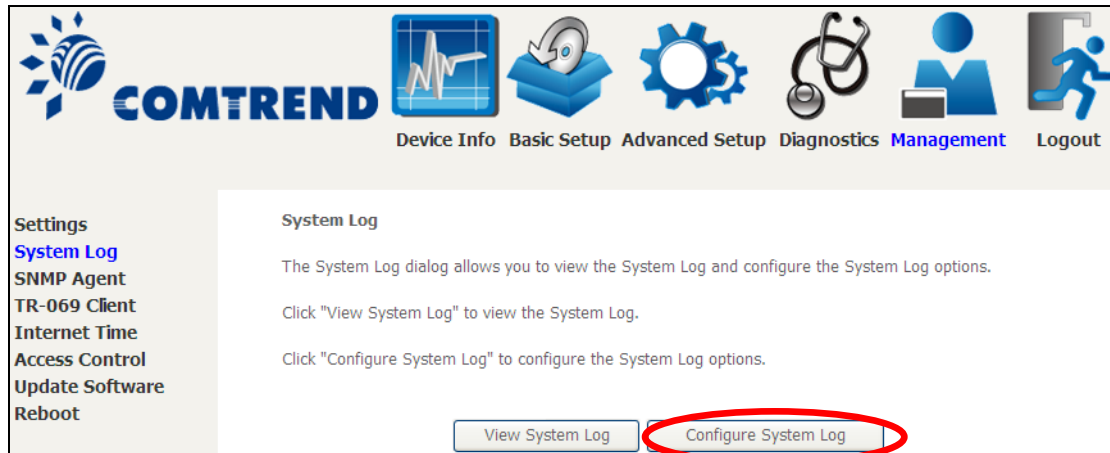 COMTREND
Device Info Basic Setup Advanced Setup Diagnostics Management Logout
Settings
System Log
SNMP Agent
TR-069 Client
Internet Time
Access Control
Update Software
Reboot
System Log
The System Log dialog allows you to view the System Log and configure the System Log options.
Click "View System Log" to view the System Log.
Click "Configure System Log" to configure the System Log options.
View System Log Configure System Log